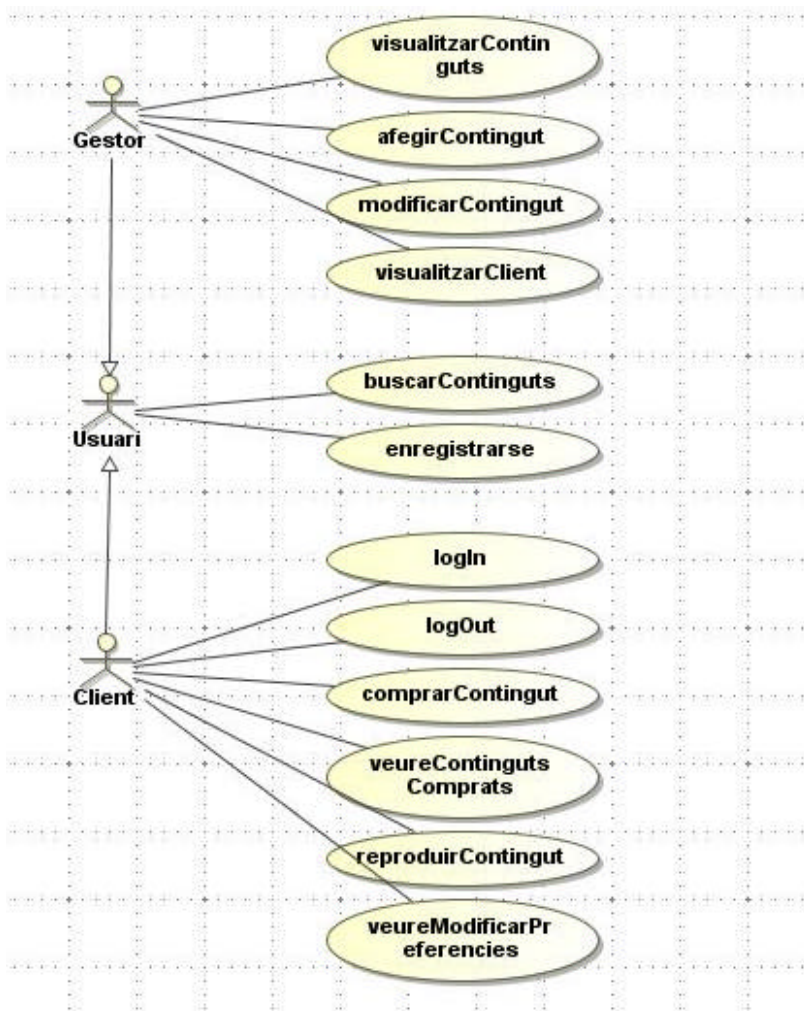 visualitzarContin
guts
Gestor
afegirContingut
modificarContingut
visualitzarClient
buscarContinguts
Usuari
enregistrarse
logIn
logOut
Client
comprarContingut
veureContinguts
Comprats
reproduirContingut
veureModificarPr
eferencies